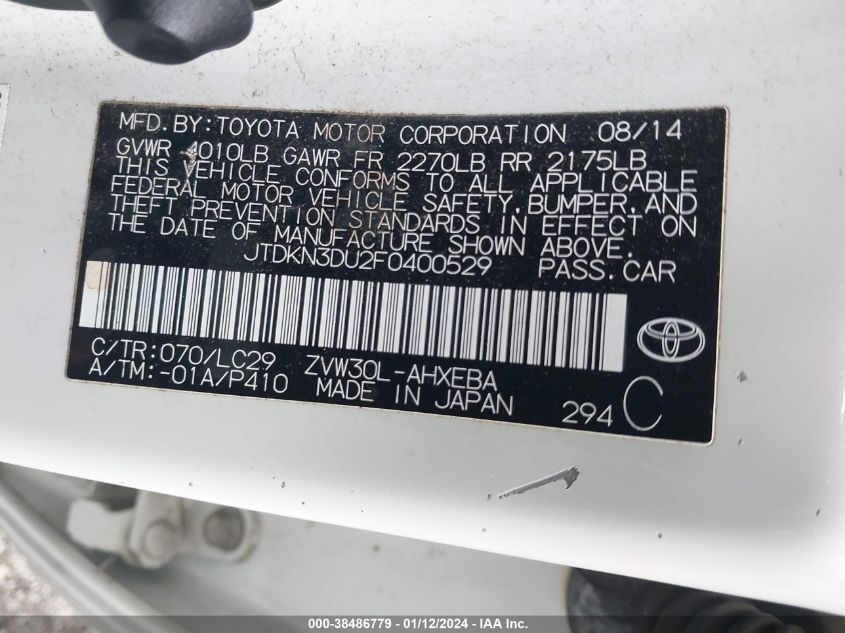 MFD.BY:TOYOTA MOTOR CORPORATION 08/14
GVWR 4010LB GAWR FR 2270LB RR 2175LB
THIS VEHICLE CONFORMS TO ALL APPLICABLE
FEDERAL MOTOR VEHICLE SAFETY,BUMPER,AND
THEFT PREVENTION STANDARDS IN EFFECT ON
THE DATE OF MANUFACTURE SHOWN ABOVE.
JTDKN3DU2F0400529 PASS.CAR
C/TR:070/LC29 ZVW30L-AHXEBA
A/TM:-01A/P410 MADE IN JAPAN
294 C
000-38486779 - 01/12/2024 - IAA Inc.